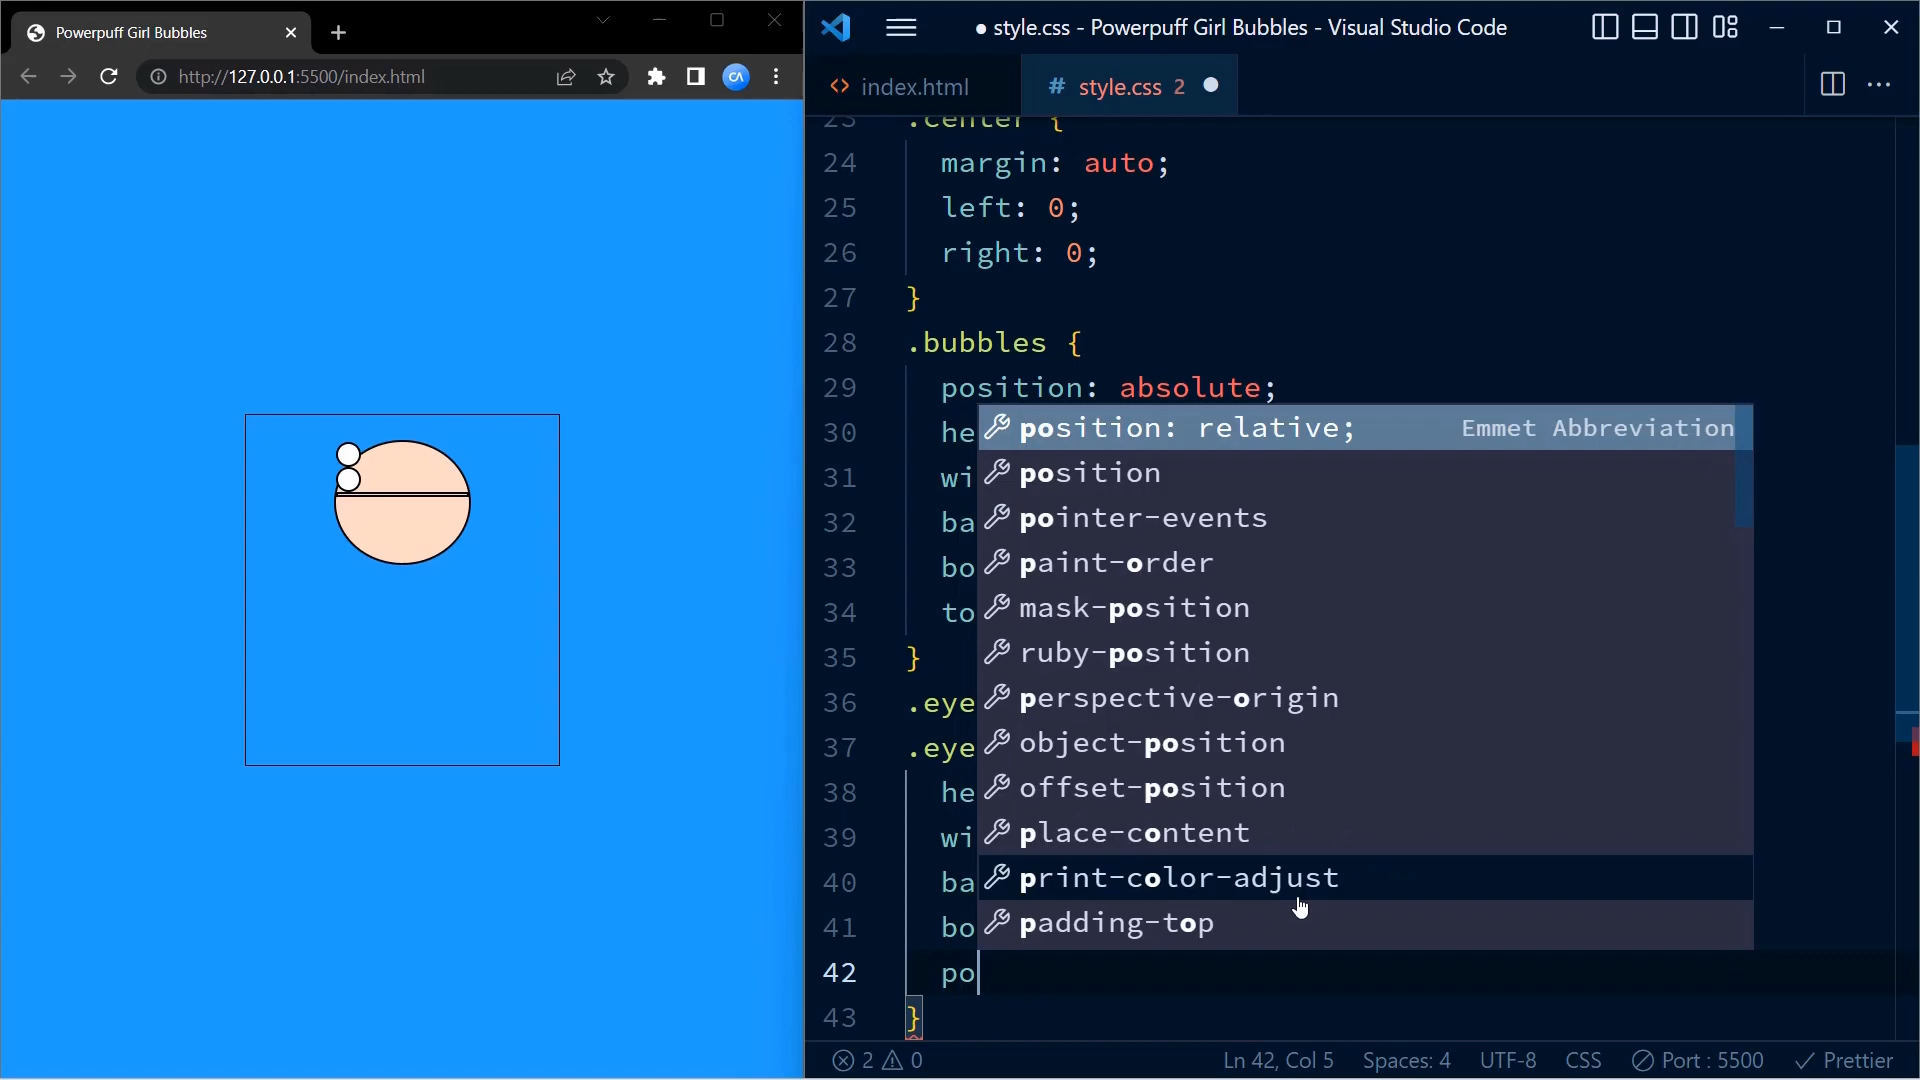 Powerpuff Girl Bubbles
http://127.0.0.1:5500/index.html
CA
● style.css - Powerpuff Girl Bubbles - Visual Studio Code
<> index.html
# style.css 2 ●
23 .center {
24 margin: auto;
25 left: 0;
26 right: 0;
27 }
28 .bubbles {
29 position: absolute;
30 he
31 wi
32 ba
33 bo
34 to
35 }
36 .eye
37 .eye
38 he
39 wi
40 ba
41 bo
42 po
43 }
position: relative; Emmet Abbreviation
position
pointer-events
paint-order
mask-position
ruby-position
perspective-origin
object-position
offset-position
place-content
print-color-adjust
padding-top
2 0 Ln 42, Col 5 Spaces: 4 UTF-8 CSS Port : 5500 Prettier